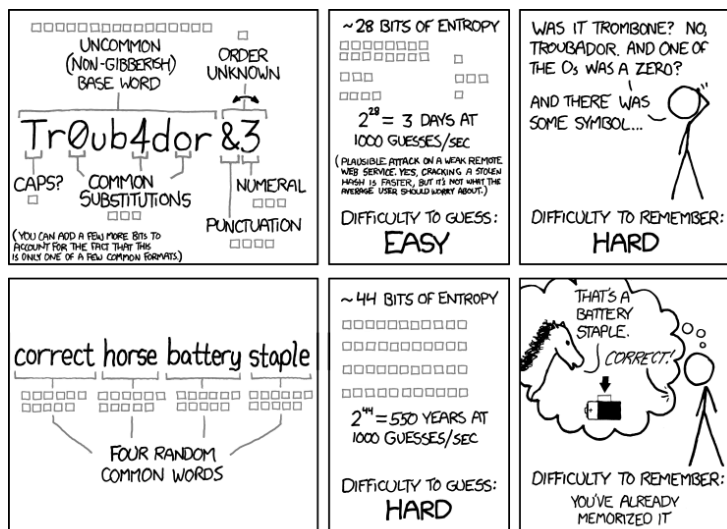 UNCOMMON
(NON-GIBBERISH)
BASE WORD
ORDER
UNKNOWN
Tr0ub4dor &3
CAPS?
COMMON
SUBSTITUTIONS
NUMERAL
PUNCTUATION
(YOU CAN ADD A FEW MORE BITS TO
ACCOUNT FOR THE FACT THAT THIS
IS ONLY ONE OF A FEW COMMON FORMATS.)
~28 BITS OF ENTROPY
2^28 = 3 DAYS AT
1000 GUESSES/SEC
(PLAUSIBLE ATTACK ON A WEAK REMOTE
WEB SERVICE. YES, CRACKING A STOLEN
HASH IS FASTER, BUT IT'S NOT WHAT THE
AVERAGE USER SHOULD WORRY ABOUT.)
DIFFICULTY TO GUESS:
EASY
WAS IT TROMBONE? NO,
TROUBADOR. AND ONE OF
THE Os WAS A ZERO?
AND THERE WAS
SOME SYMBOL...
DIFFICULTY TO REMEMBER:
HARD
correct horse battery staple
FOUR RANDOM
COMMON WORDS
~44 BITS OF ENTROPY
2^44 = 550 YEARS AT
1000 GUESSES/SEC
DIFFICULTY TO GUESS:
HARD
THAT'S A
BATTERY
STAPLE.
CORRECT!
DIFFICULTY TO REMEMBER:
YOU'VE ALREADY
MEMORIZED IT